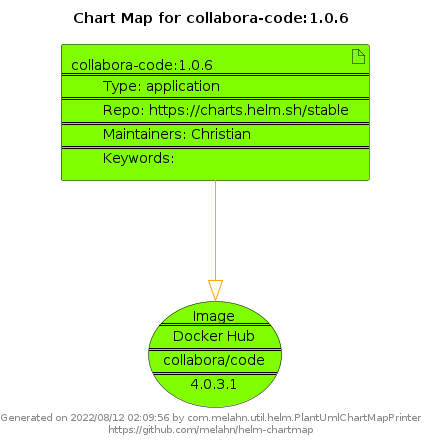 Chart Map for collabora-code:1.0.6
collabora-code:1.0.6
Type: application
Repo: https://charts.helm.sh/stable
Maintainers: Christian
Keywords:
Image
Docker Hub
collabora/code
4.0.3.1
Generated on 2022/08/12 02:09:56 by com.melahn.util.helm.PlantUmlChartMapPrinter
https://github.com/melahn/helm-chartmap